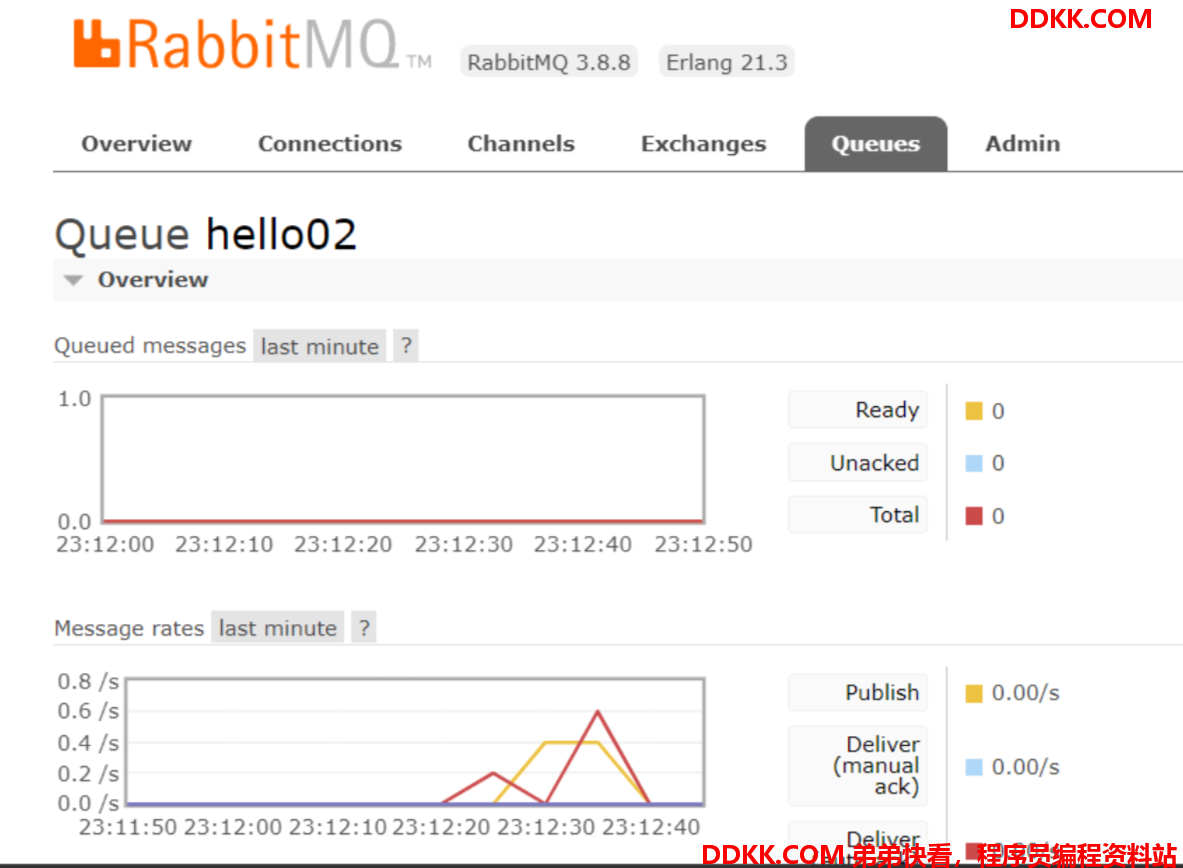 DDKK.COM
RabbitMQ TM RabbitMQ 3.8.8 Erlang 21.3
Overview Connections Channels Exchanges Queues Admin
Queue hello02
Overview
Queued messages last minute ?
1.0
0.0
23:12:00 23:12:10 23:12:20 23:12:30 23:12:40 23:12:50
Ready 0
Unacked 0
Total 0
Message rates last minute ?
0.8 /s
0.6 /s
0.4 /s
0.2 /s
0.0 /s
23:11:50 23:12:00 23:12:10 23:12:20 23:12:30 23:12:40
Publish 0.00/s
Deliver
(manual
ack)
0.00/s
Deliver
DDKK.COM 弟弟快看，程序员编程资料站